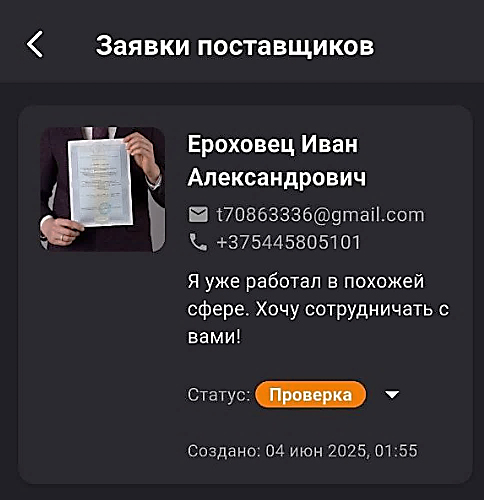 Заявки поставщиков
Ероховец Иван
Александрович
t70863336@gmail.com
+375445805101
Я уже работал в похожей
сфере. Хочу сотрудничать с
вами!
Статус: Проверка
Создано: 04 июн 2025, 01:55